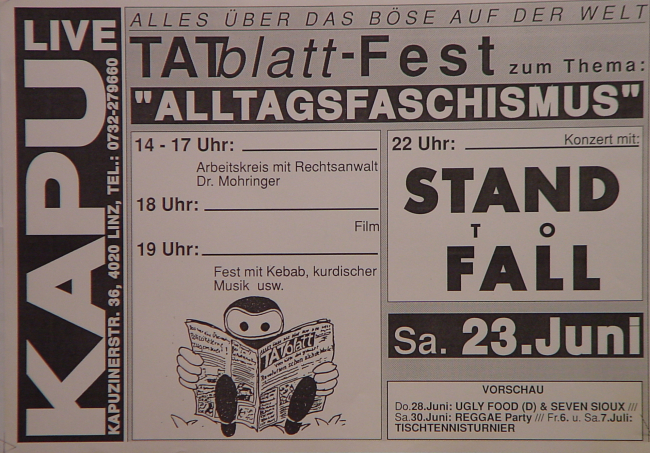 LIVE
KAPU
KAPUZINERSTR. 36, 4020 LINZ, TEL.: 0732-279660
ALLES ÜBER DAS BÖSE AUF DER WELT
TATblatt-Fest zum Thema:
"ALLTAGSFASCHISMUS"
14 - 17 Uhr:
Arbeitskreis mit Rechtsanwalt
Dr. Mohringer
18 Uhr:
Film
19 Uhr:
Fest mit Kebab, kurdischer
Musik usw.
TATblatt
22 Uhr:
Konzert mit:
STAND
TO
FALL
Sa. 23.Juni
VORSCHAU
Do.28.Juni: UGLY FOOD (D) & SEVEN SIOUX ///
Sa.30.Juni: REGGAE Party /// Fr.6. u. Sa.7.Juli:
TISCHTENNISTURNIER